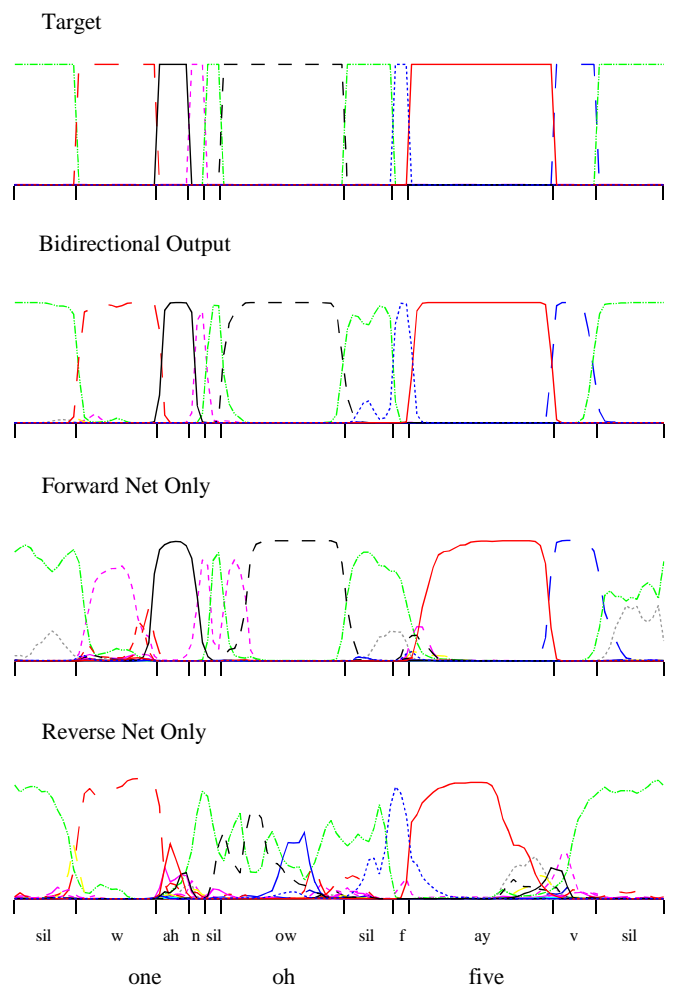 Target
Bidirectional Output
Forward Net Only
Reverse Net Only
sil w ah n sil ow sil f ay v sil
one oh five